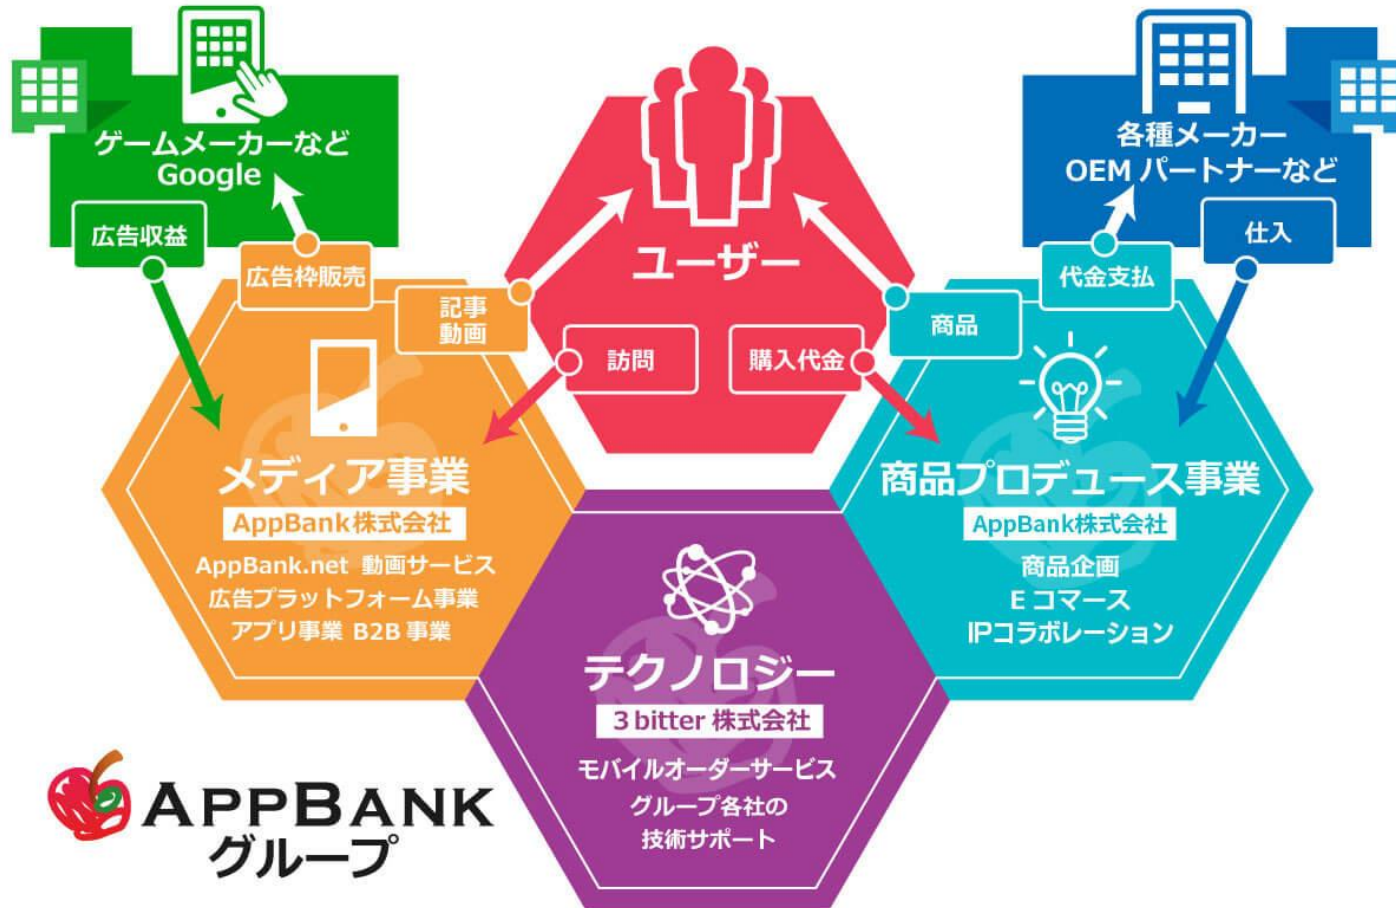 ゲームメーカーなど
Google
広告収益
広告枠販売
記事
動画
ユーザー
訪問
購入代金
各種メーカー
OEM パートナーなど
代金支払
仕入
商品
メディア事業
AppBank株式会社
AppBank.net 動画サービス
広告プラットフォーム事業
アプリ事業 B2B 事業
商品プロデュース事業
AppBank株式会社
商品企画
E コマース
IPコラボレーション
テクノロジー
3 bitter 株式会社
モバイルオーダーサービス
グループ各社の
技術サポート
APPBANK
グループ